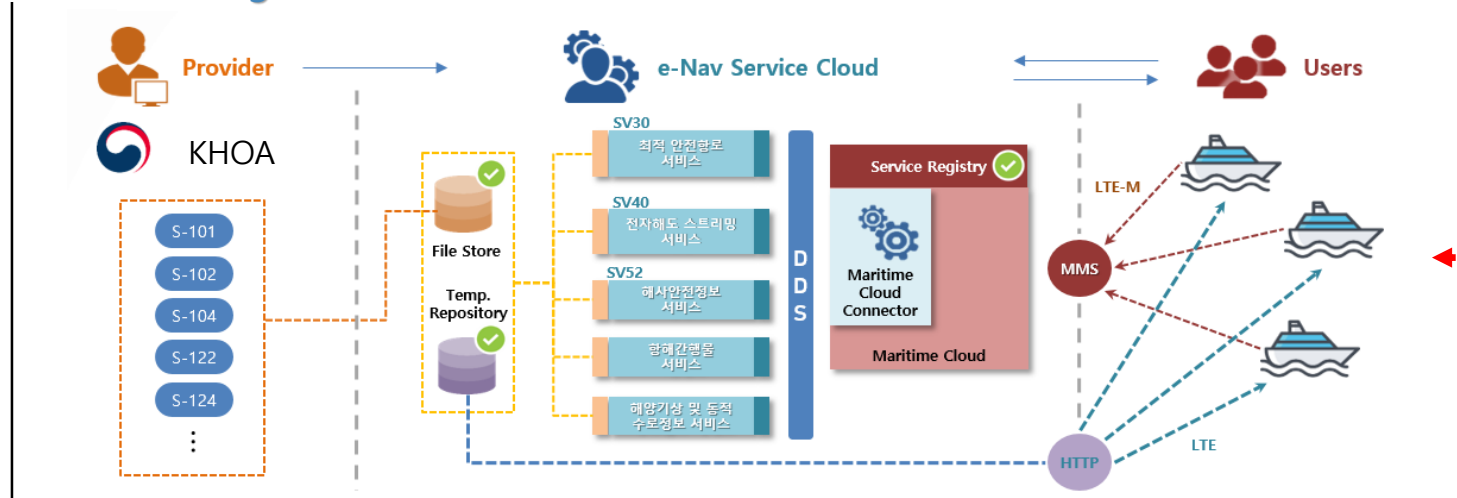 Provider
e-Nav Service Cloud
Users
KHOA
S-101
S-102
S-104
S-122
S-124
File Store
Temp.
Repository
SV30
최적 안전항로
서비스
SV40
전자해도 스트리밍
서비스
SV52
해사안전정보
서비스
항해간행물
서비스
해양기상 및 동적
수로정보 서비스
DDS
Service Registry
Maritime
Cloud
Connector
Maritime Cloud
LTE-M
MMS
HTTP
LTE